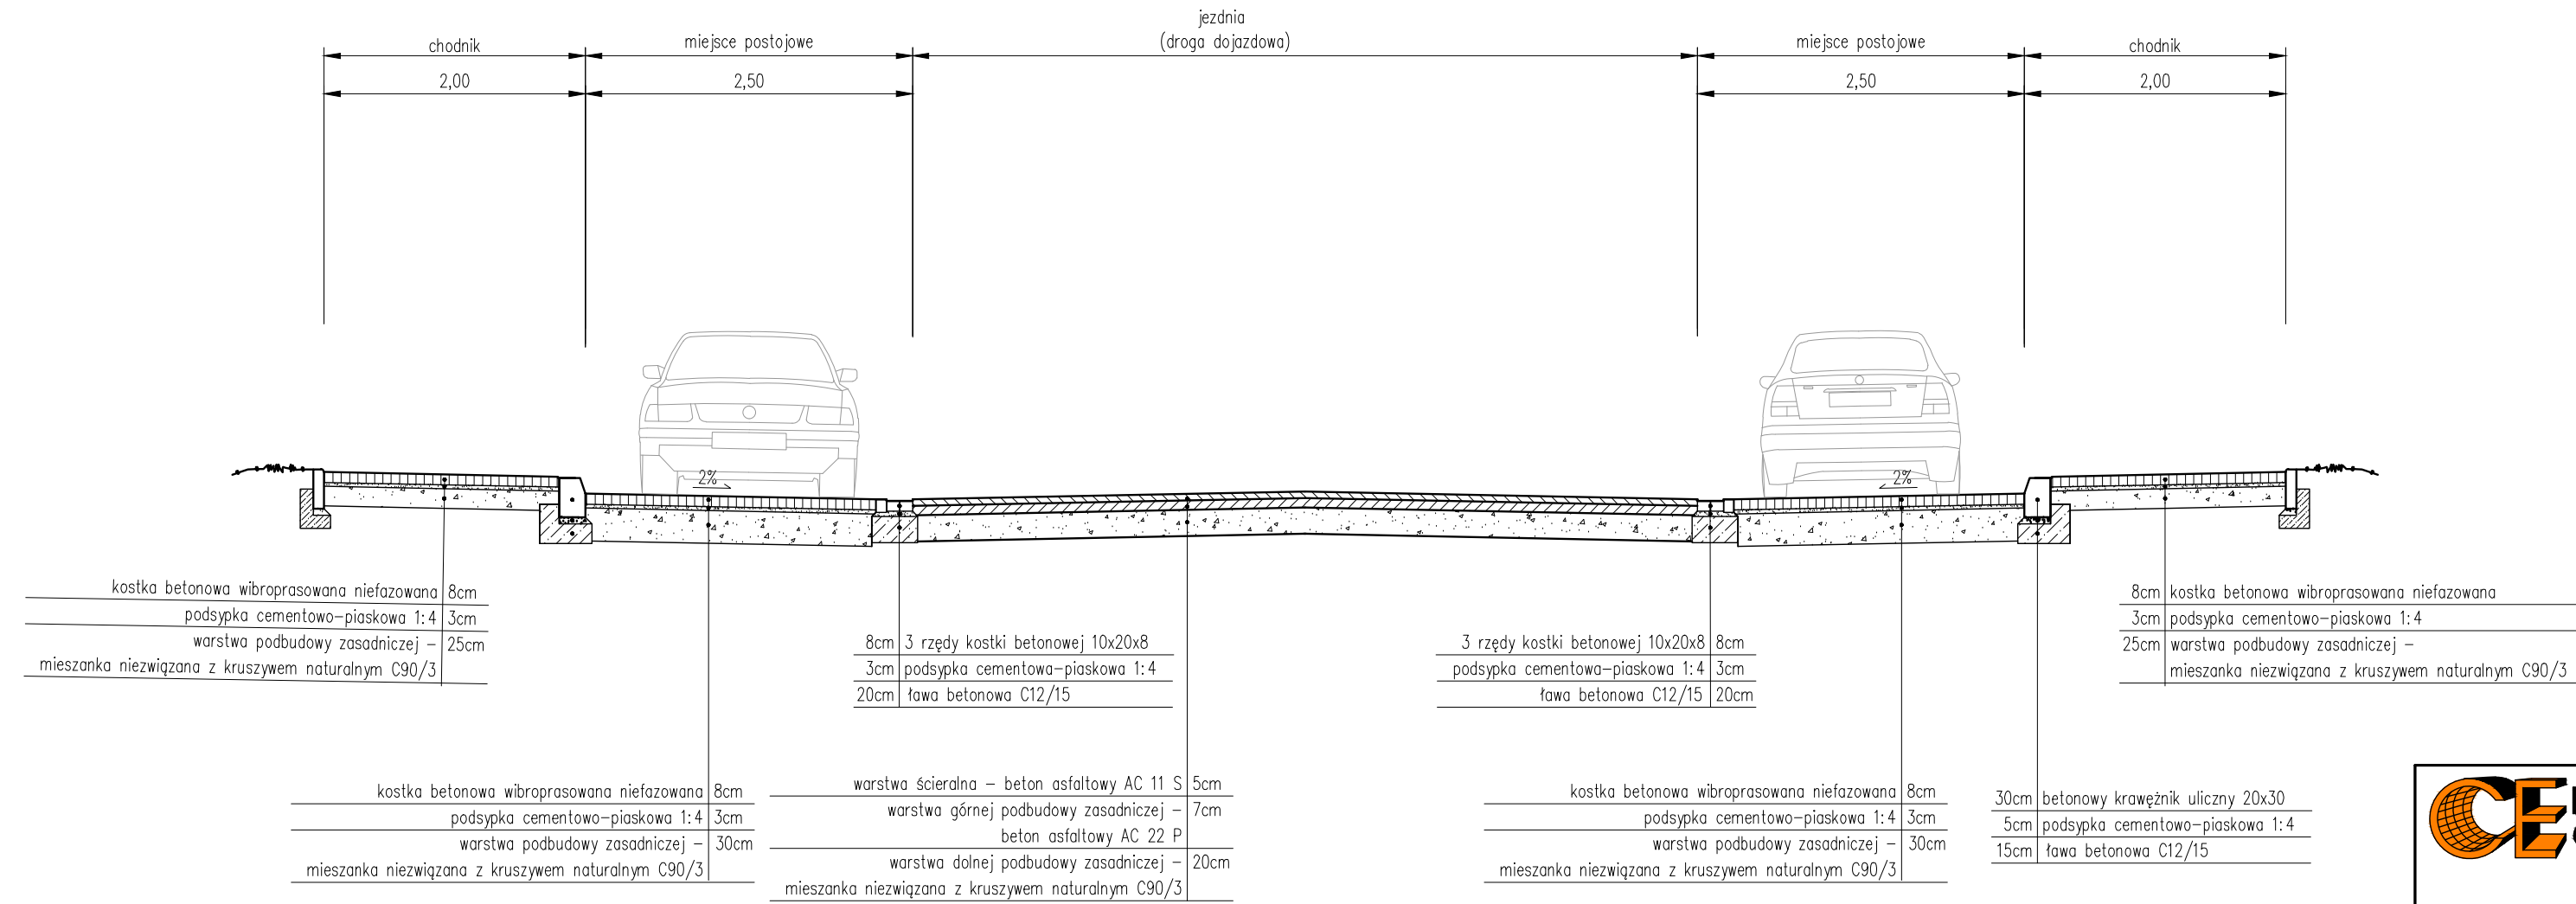 jezdnia
chodnik miejsce postojowe (droga dojazdowa) miejsce postojowe chodnik
2,00 2,50 2,50 2,00
2% 2%
kostka betonowa wibroprasowana niefazowana 8cm
podsypka cementowo-piaskowa 1:4 3cm
warstwa podbudowy zasadniczej - 25cm
mieszanka niezwiązana z kruszywem naturalnym C90/3
8cm 3 rzędy kostki betonowej 10x20x8
3cm podsypka cementowa-piaskowa 1:4
20cm ława betonowa C12/15
3 rzędy kostki betonowej 10x20x8 8cm
podsypka cementowa-piaskowa 1:4 3cm
ława betonowa C12/15 20cm
8cm kostka betonowa wibroprasowana niefazowana
3cm podsypka cementowo-piaskowa 1:4
25cm warstwa podbudowy zasadniczej -
mieszanka niezwiązana z kruszywem naturalnym C90/3
kostka betonowa wibroprasowana niefazowana 8cm
podsypka cementowo-piaskowa 1:4 3cm
warstwa podbudowy zasadniczej - 30cm
mieszanka niezwiązana z kruszywem naturalnym C90/3
warstwa ścieralna - beton asfaltowy AC 11 S 5cm
warstwa górnej podbudowy zasadniczej - 7cm
beton asfaltowy AC 22 P
warstwa dolnej podbudowy zasadniczej - 20cm
mieszanka niezwiązana z kruszywem naturalnym C90/3
kostka betonowa wibroprasowana niefazowana 8cm
podsypka cementowo-piaskowa 1:4 3cm
warstwa podbudowy zasadniczej - 30cm
mieszanka niezwiązana z kruszywem naturalnym C90/3
30cm betonowy krawężnik uliczny 20x30
5cm podsypka cementowo-piaskowa 1:4
15cm ława betonowa C12/15
CE